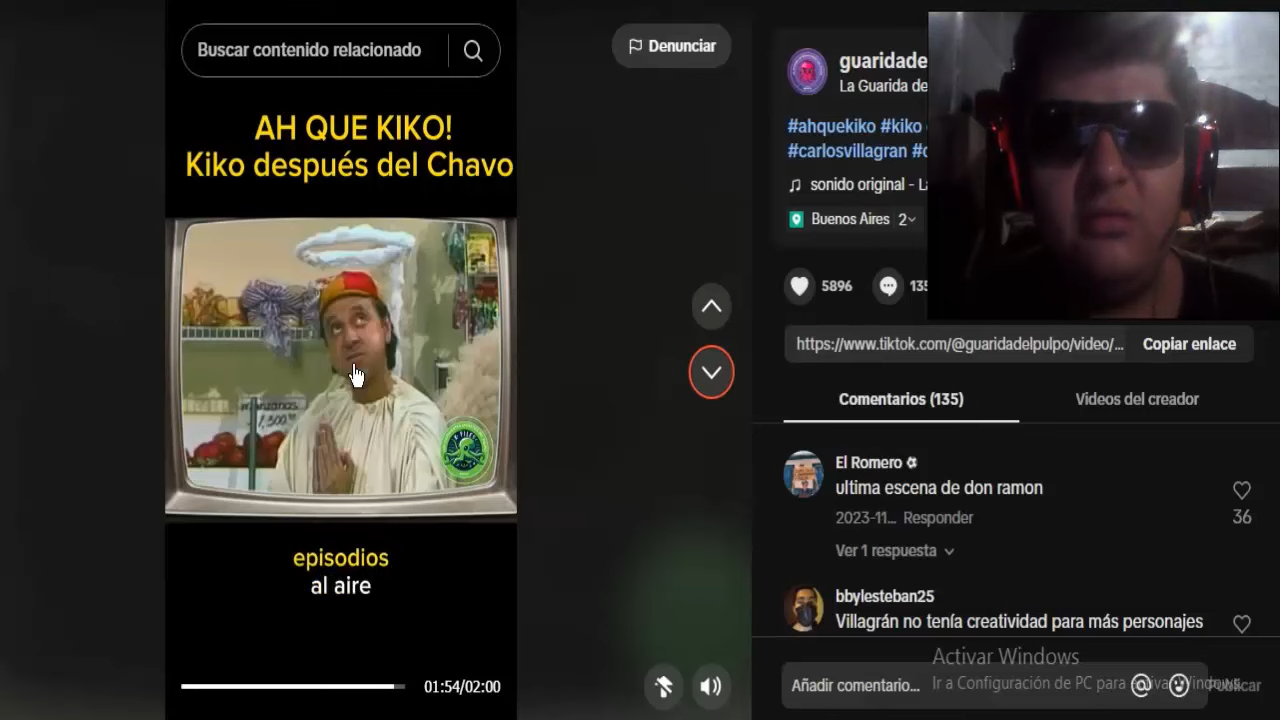 Buscar contenido relacionado
Denunciar
AH QUE KIKO!
Kiko después del Chavo
manzanas
episodios
al aire
01:54/02:00
guaridade
La Guarida de
#ahquekiko #kiko
#carlosvillagran
sonido original -
Buenos Aires 2
5896
135
https://www.tiktok.com/@guaridadelpulpo/video/...
Copiar enlace
Comentarios (135)
Videos del creador
El Romero
ultima escena de don ramon
36
2023-11... Responder
Ver 1 respuesta
bbylesteban25
Villagrán no tenía creatividad para más personajes
Activar Windows
Ir a Configuración de PC para
Añadir comentario...